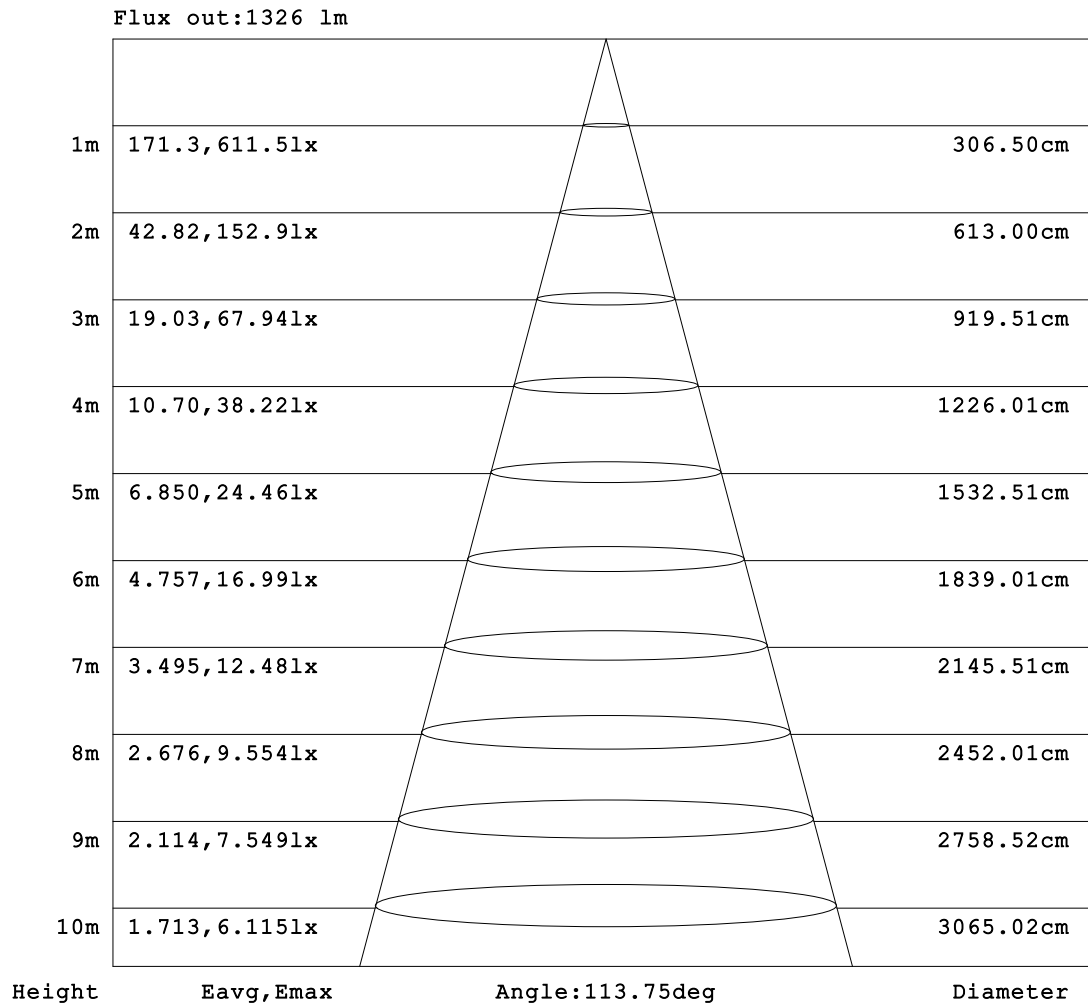 Flux out:1326 lm
1m 171.3,611.5lx 306.50cm
2m 42.82,152.9lx 613.00cm
3m 19.03,67.94lx 919.51cm
4m 10.70,38.22lx 1226.01cm
5m 6.850,24.46lx 1532.51cm
6m 4.757,16.99lx 1839.01cm
7m 3.495,12.48lx 2145.51cm
8m 2.676,9.554lx 2452.01cm
9m 2.114,7.549lx 2758.52cm
10m 1.713,6.115lx 3065.02cm
Height Eavg,Emax Angle:113.75deg Diameter